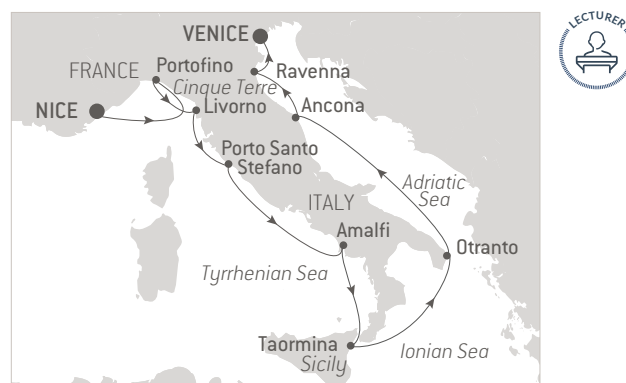 VENICE
Portofino
FRANCE
Cinque Terre
Ravenna
NICE
Livorno
Ancona
Porto Santo
Stefano
ITALY
Adriatic
Sea
Amalfi
Otranto
Tyrrhenian Sea
Taormina
Sicily
Ionian Sea
LECTURER